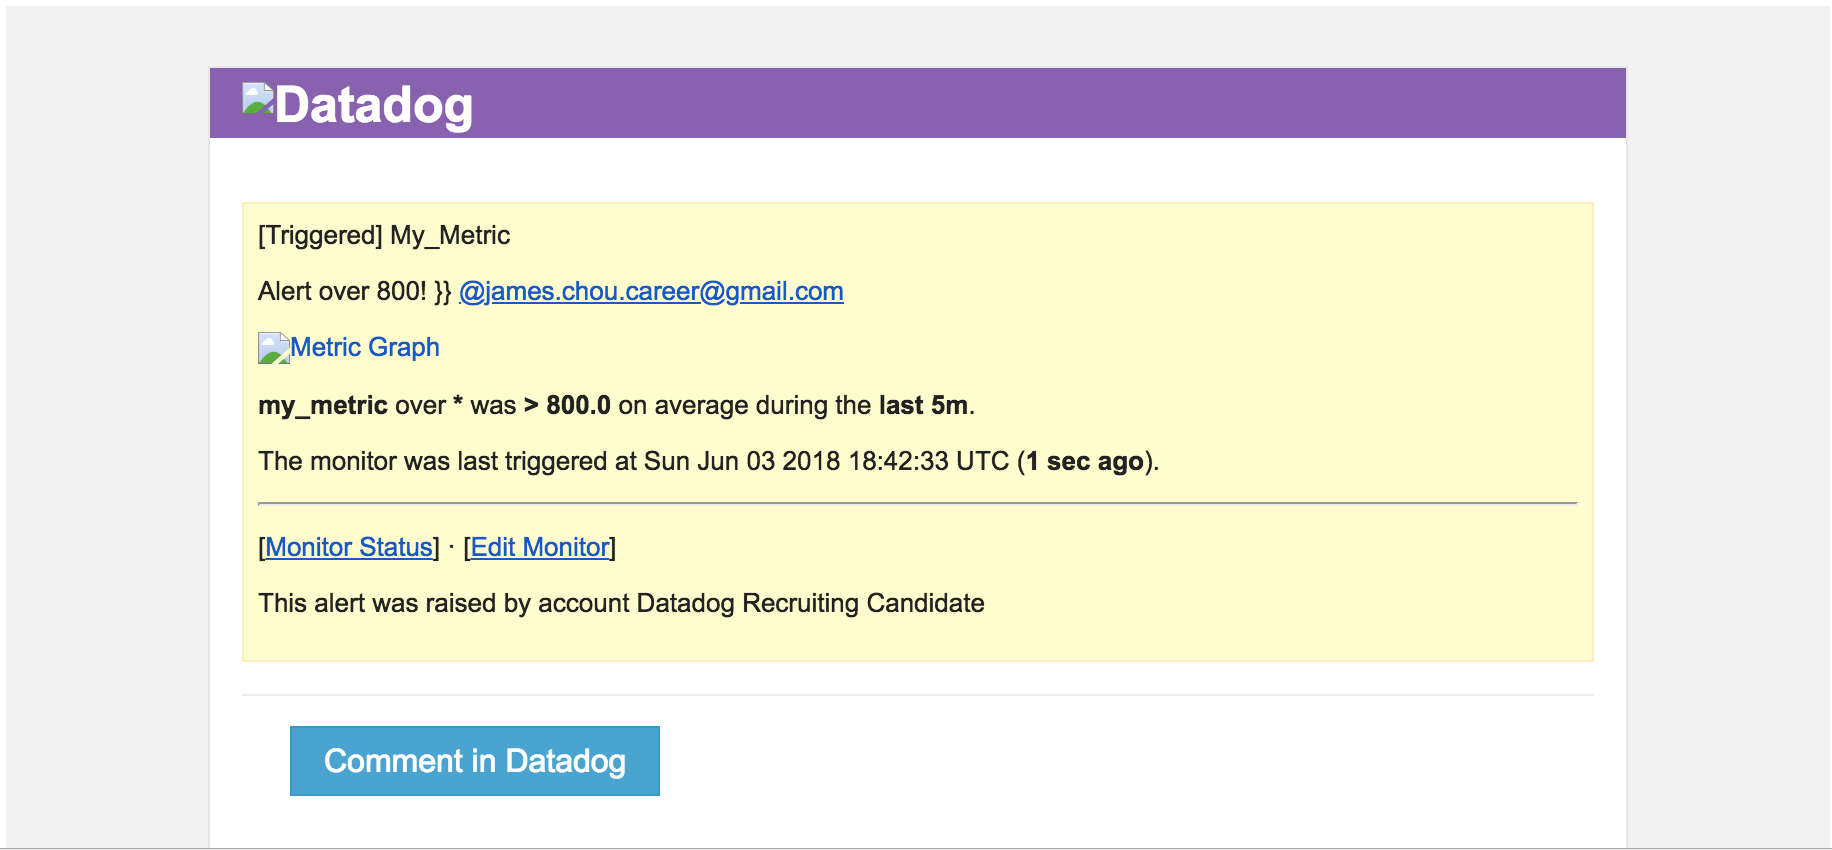 Datadog
[Triggered] My_Metric
Alert over 800! }} @james.chou.career@gmail.com
Metric Graph
my_metric over * was > 800.0 on average during the last 5m.
The monitor was last triggered at Sun Jun 03 2018 18:42:33 UTC (1 sec ago).
[Monitor Status] · [Edit Monitor]
This alert was raised by account Datadog Recruiting Candidate
Comment in Datadog